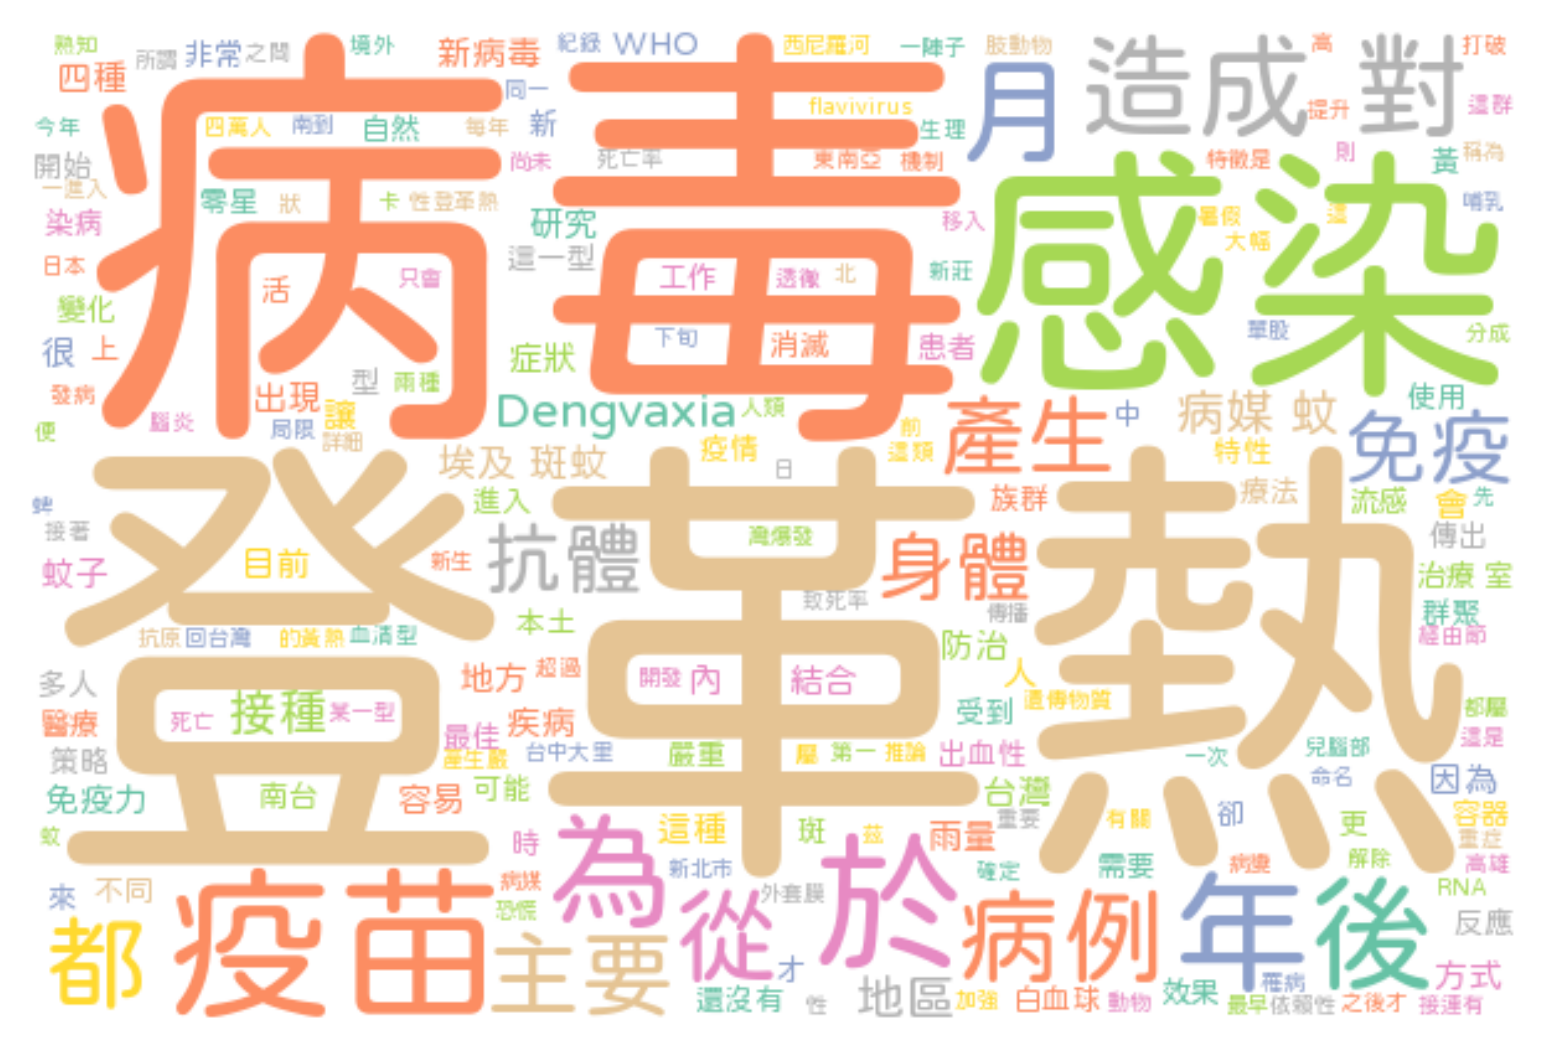 熱知 所謂 非常 之間 境外 新病毒 紀錄 WHO 西尼羅河 一陣子 肢動物 高 打破
四種 病毒 同一 月 造成 對 這群
flavivirus 提升
今年 四萬人 南到 自然 每年 新 生理
開始 尚未 死亡率 東南亞 機制 特徵是 則 黃 稱為
一進入 零星 狀 卡 性登革熱 感染 哺乳
染病 研究 移入 暑假 這
這一型 大幅
日本 活 只會 工作 透徹 北 新莊
變化 下旬 單股 分成
很 上 症狀 消滅 患者
發病 出現 型 兩種 使用
便 腦炎 局限 讓 Dengvaxia 人類 產生 中 病媒 蚊 免疫
詳細 前
埃及 斑蚊 疫情 這類 特性
日
登革熱 進入 族群 療法 流感 會 先
蜱 接著 抗體 灣爆發 傳出
蚊子 目前 新生 身體 治療 室
致死率 傳播 群聚
抗原 回台灣 的黃熱 血清型 本土 防治 經由節
多人 地方 超過 開發 內 結合 人
死亡 接種 某一型 受到 遺傳物質 都屬
醫療 最佳 疾病 這是
策略 產生嚴 台中大里 嚴重 屬 第一 推論 出血性 一次 兒腦部
免疫力 南台 容易 可能 台灣 命名 因為
蚊 時 這種 斑 茲 雨量 重要 有關 卻 更 容器
重症
來 不同 病媒 為 新北市 於 確定 需要 病變 解除 高雄
恐慌 外套膜 RNA
都 疫苗 主要 從 病例 年 後 反應
才 方式
還沒有 性 地區 加強 白血球 動物 效果 罹病
最早 依賴性 之後才 接連有